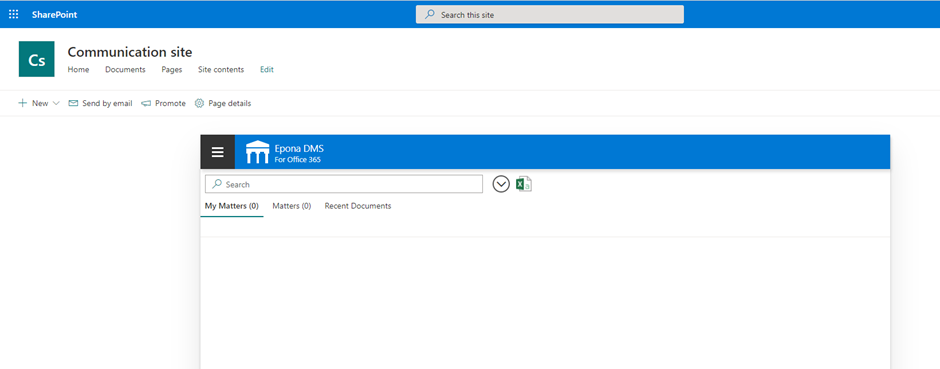 SharePoint
Search this site
Cs
Communication site
Home Documents Pages Site contents Edit
New Send by email Promote Page details
Epona DMS
For Office 365
Search
My Matters (0) Matters (0) Recent Documents